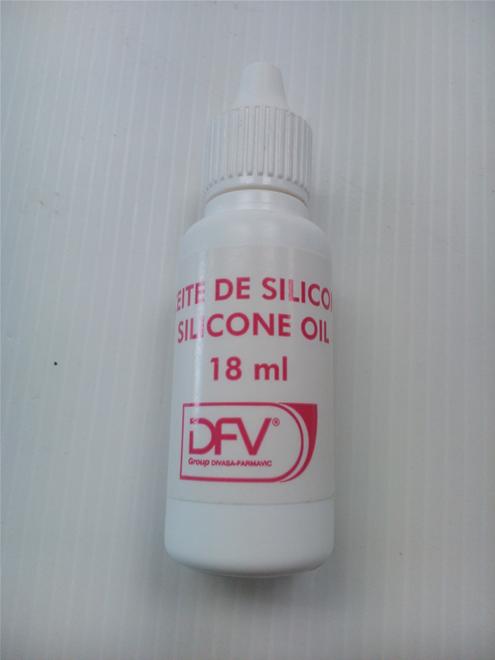 EITE DE SILICO
SILICONE OIL
18 ml
DFV®
Group DIVASA-FARMAVIC